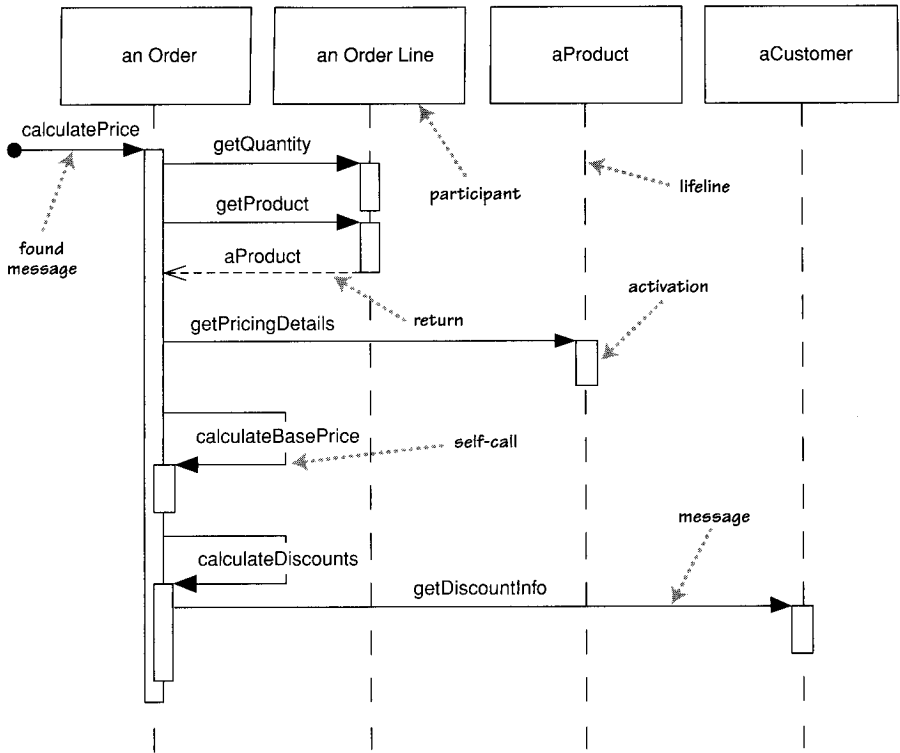 an Order
an Order Line
aProduct
aCustomer
calculatePrice
getQuantity
participant
lifeline
getProduct
found
message
aProduct
return
activation
getPricingDetails
calculateBasePrice
self-call
message
calculateDiscounts
getDiscountInfo